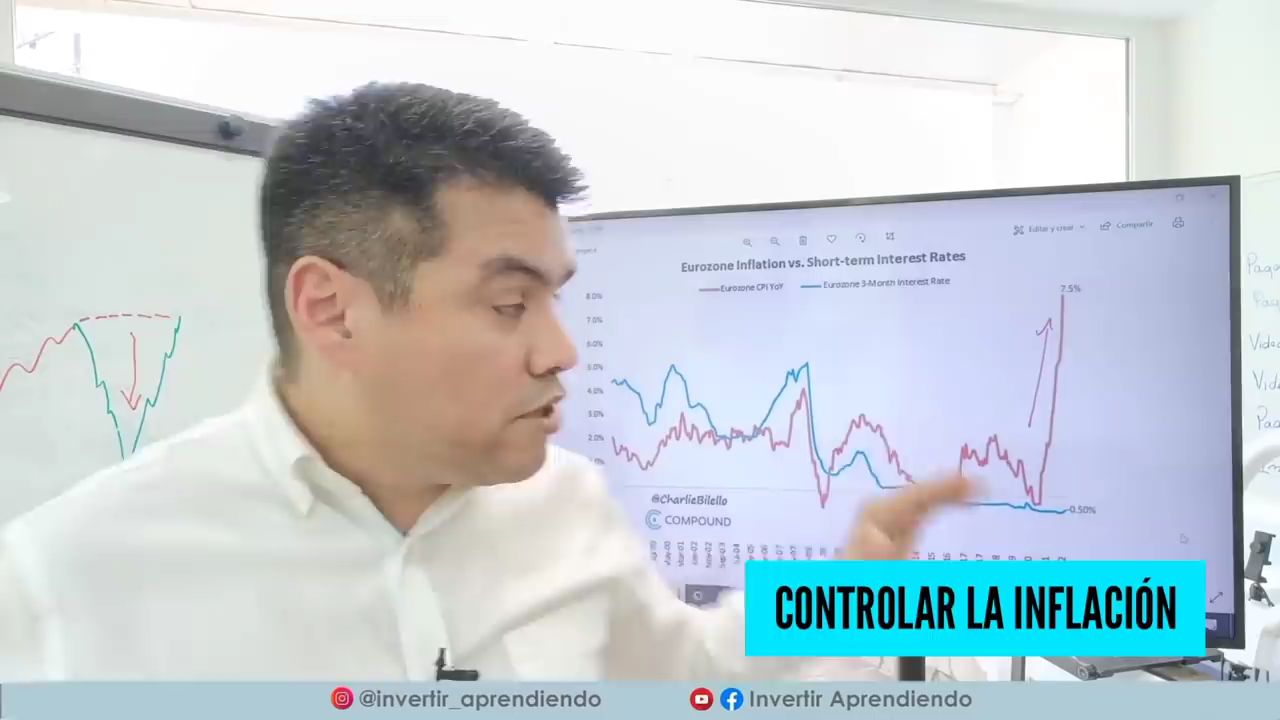 Editar y crear
Compartir
Eurozone Inflation vs. Short-term Interest Rates
Eurozone CPI YoY
Eurozone 3-Month Interest Rate
8.0%
7.0%
6.0%
5.0%
4.0%
3.0%
2.0%
7.5%
-0.50%
@CharlieBilello
COMPOUND
CONTROLAR LA INFLACIÓN
@invertir_aprendiendo
Invertir Aprendiendo